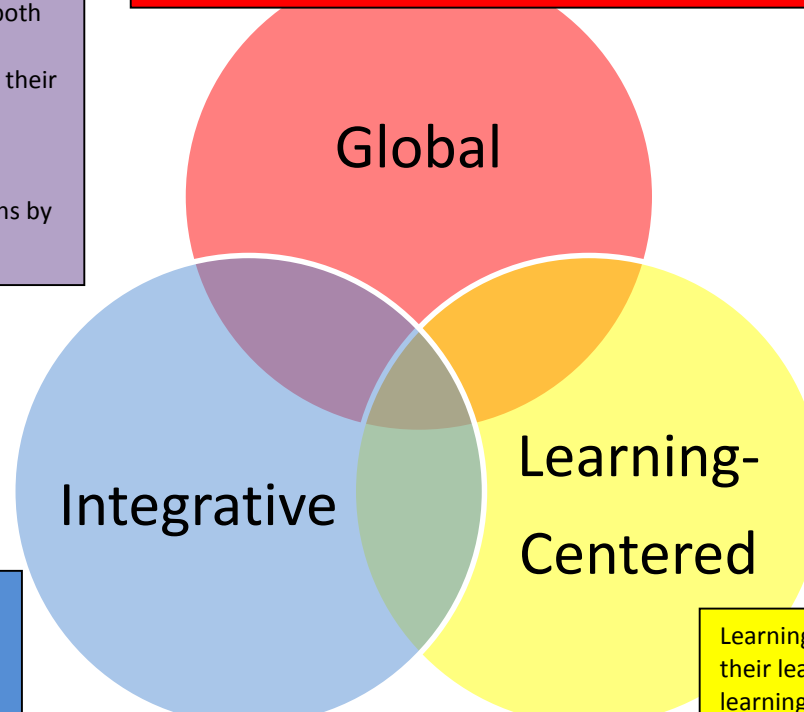 both
their
ns by
Global
Integrative
Learning-
Centered
Learning
their lea
learning